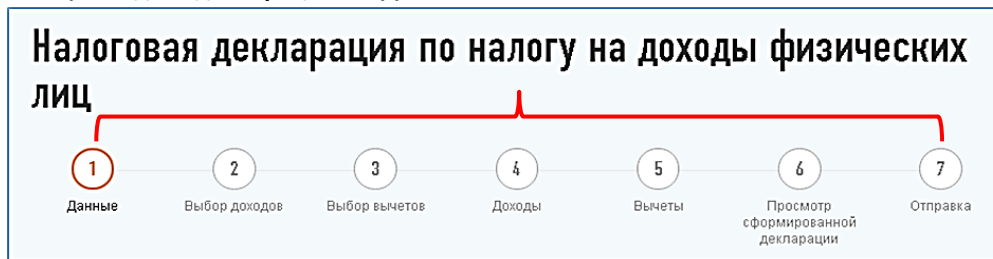 Налоговая декларация по налогу на доходы физических
лиц
1 2 3 4 5 6 7
Данные Выбор доходов Выбор вычетов Доходы Вычеты Просмотр Отправка
сформированной
декларации